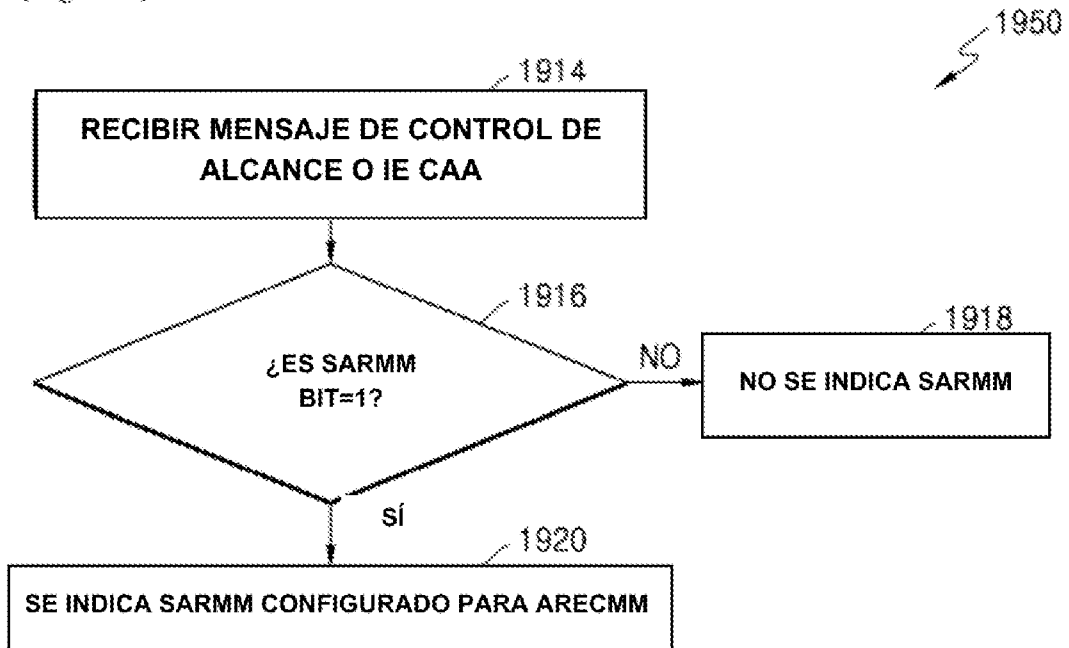 1950
1914
RECIBIR MENSAJE DE CONTROL DE
ALCANCE O IE CAA
1916
¿ES SARMM
BIT=1?
NO
1918
NO SE INDICA SARMM
SÍ
1920
SE INDICA SARMM CONFIGURADO PARA ARECMM